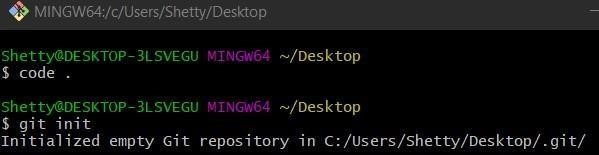 MINGW64:/c/Users/Shetty/Desktop
Shetty@DESKTOP-3LSVEGU MINGW64 ~/Desktop
$ code .
Shetty@DESKTOP-3LSVEGU MINGW64 ~/Desktop
$ git init
Initialized empty Git repository in C:/Users/Shetty/Desktop/.git/